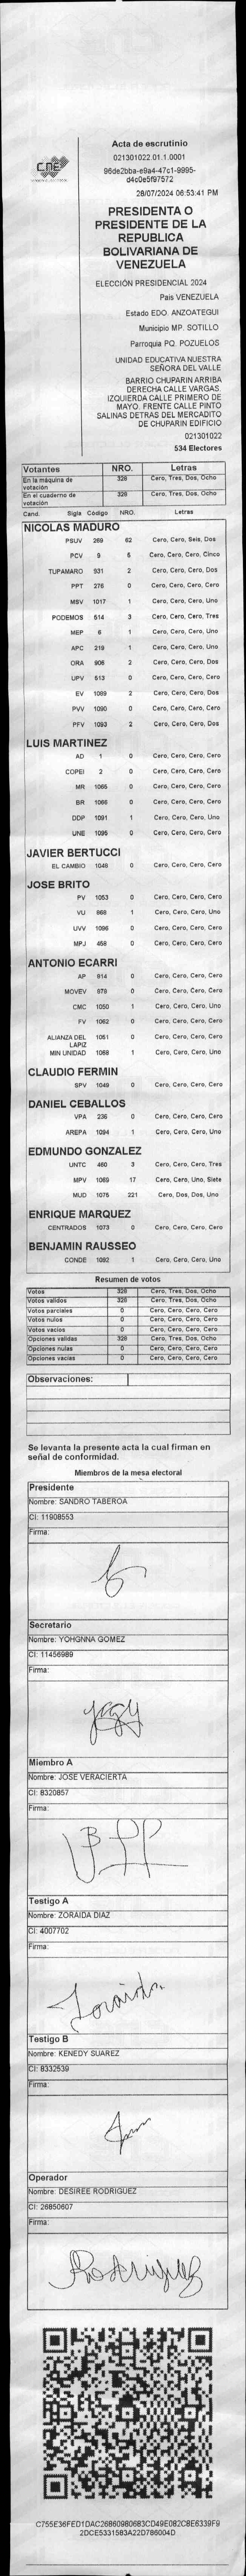 CNE
Acta de escrutinio
021301022.01.1.0001
96de2bba-e9a4-47c1-9995-
d4c0e5f97572
28/07/2024 06:53:41 PM
PRESIDENTA O
PRESIDENTE DE LA
REPUBLICA
BOLIVARIANA DE
VENEZUELA
ELECCIÓN PRESIDENCIAL 2024
Pais VENEZUELA
Estado EDO. ANZOATEGUI
Municipio MP. SOTILLO
Parroquia PQ. POZUELOS
UNIDAD EDUCATIVA NUESTRA
SEÑORA DEL VALLE
BARRIO CHUPARIN ARRIBA
DERECHA CALLE VARGAS.
IZQUIERDA CALLE PRIMERO DE
MAYO. FRENTE CALLE PINTO
SALINAS DETRAS DEL MERCADITO
DE CHUPARIN EDIFICIO
021301022
534 Electores
Votantes NRO. Letras
En la máquina de votación 328 Cero, Tres, Dos, Ocho
En el cuaderno de votación 328 Cero, Tres, Dos, Ocho
Cand. Sigla Código NRO. Letras
NICOLAS MADURO
PSUV 269 62 Cero, Cero, Seis, Dos
PCV 9 5 Cero, Cero, Cero, Cinco
TUPAMARO 931 2 Cero, Cero, Cero, Dos
PPT 276 0 Cero, Cero, Cero, Cero
MSV 1017 1 Cero, Cero, Cero, Uno
PODEMOS 514 3 Cero, Cero, Cero, Tres
MEP 6 1 Cero, Cero, Cero, Uno
APC 219 1 Cero, Cero, Cero, Uno
ORA 906 2 Cero, Cero, Cero, Dos
UPV 513 0 Cero, Cero, Cero, Cero
EV 1089 2 Cero, Cero, Cero, Dos
PVV 1090 0 Cero, Cero, Cero, Cero
PFV 1093 2 Cero, Cero, Cero, Dos
LUIS MARTINEZ
AD 1 0 Cero, Cero, Cero, Cero
COPEI 2 0 Cero, Cero, Cero, Cero
MR 1065 0 Cero, Cero, Cero, Cero
BR 1066 0 Cero, Cero, Cero, Cero
DDP 1091 1 Cero, Cero, Cero, Uno
UNE 1095 0 Cero, Cero, Cero, Cero
JAVIER BERTUCCI
EL CAMBIO 1048 0 Cero, Cero, Cero, Cero
JOSE BRITO
PV 1053 0 Cero, Cero, Cero, Cero
VU 868 1 Cero, Cero, Cero, Uno
UVV 1096 0 Cero, Cero, Cero, Cero
MPJ 458 0 Cero, Cero, Cero, Cero
ANTONIO ECARRI
AP 914 0 Cero, Cero, Cero, Cero
MOVEV 979 0 Cero, Cero, Cero, Cero
CMC 1050 1 Cero, Cero, Cero, Uno
FV 1062 0 Cero, Cero, Cero, Cero
ALIANZA DEL LAPIZ 1051 0 Cero, Cero, Cero, Cero
MIN UNIDAD 1068 1 Cero, Cero, Cero, Uno
CLAUDIO FERMIN
SPV 1049 0 Cero, Cero, Cero, Cero
DANIEL CEBALLOS
VPA 236 0 Cero, Cero, Cero, Cero
AREPA 1094 1 Cero, Cero, Cero, Uno
EDMUNDO GONZALEZ
UNTC 460 3 Cero, Cero, Cero, Tres
MPV 1069 17 Cero, Cero, Uno, Siete
MUD 1075 221 Cero, Dos, Dos, Uno
ENRIQUE MARQUEZ
CENTRADOS 1073 0 Cero, Cero, Cero, Cero
BENJAMIN RAUSSEO
CONDE 1092 1 Cero, Cero, Cero, Uno
Resumen de votos
Votos 328 Cero, Tres, Dos, Ocho
Votos validos 328 Cero, Tres, Dos, Ocho
Votos parciales 0 Cero, Cero, Cero, Cero
Votos nulos 0 Cero, Cero, Cero, Cero
Votos vacios 0 Cero, Cero, Cero, Cero
Opciones validas 328 Cero, Tres, Dos, Ocho
Opciones nulas 0 Cero, Cero, Cero, Cero
Opciones vacias 0 Cero, Cero, Cero, Cero
Observaciones:
Se levanta la presente acta la cual firman en
señal de conformidad.
Miembros de la mesa electoral
Presidente
Nombre: SANDRO TABEROA
CI: 11908553
Firma:
Secretario
Nombre: YOHGNNA GOMEZ
CI: 11456989
Firma:
Miembro A
Nombre: JOSE VERACIERTA
CI: 8320857
Firma:
Testigo A
Nombre: ZORAIDA DIAZ
CI: 4007702
Firma:
Zoraida
Testigo B
Nombre: KENEDY SUAREZ
CI: 8332539
Firma:
Operador
Nombre: DESIREE RODRIGUEZ
CI: 26850607
Firma:
Rodriguez
C755E36FED1DAC26860980683CD49E082C8E6339F9
2DCE5331583A22D786004D